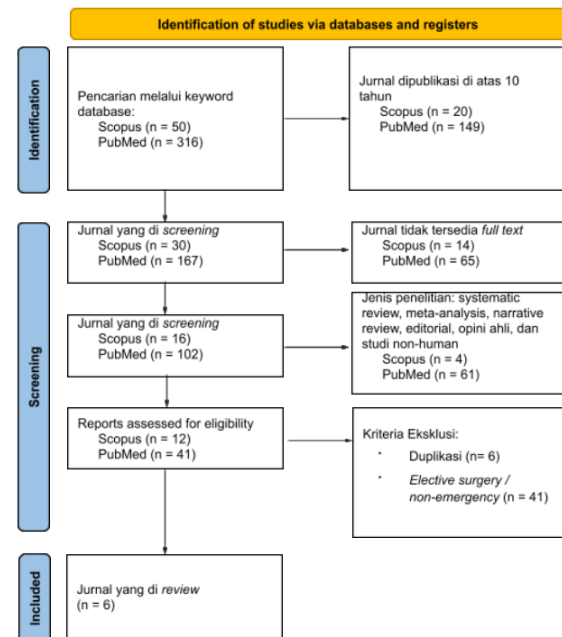 Identification of studies via databases and registers
Identification
Pencarian melalui keyword
database:
Scopus (n = 50)
PubMed (n = 316)
Jurnal dipublikasi di atas 10
tahun
Scopus (n = 20)
PubMed (n = 149)
Screening
Jurnal yang di screening
Scopus (n = 30)
PubMed (n = 167)
Jurnal tidak tersedia full text
Scopus (n = 14)
PubMed (n = 65)
Jurnal yang di screening
Scopus (n = 16)
PubMed (n = 102)
Jenis penelitian: systematic
review, meta-analysis, narrative
review, editorial, opini ahli, dan
studi non-human
Scopus (n = 4)
PubMed (n = 61)
Reports assessed for eligibility
Scopus (n = 12)
PubMed (n = 41)
Kriteria Eksklusi:
• Duplikasi (n= 6)
• Elective surgery /
non-emergency (n = 41)
Included
Jurnal yang di review
(n = 6)